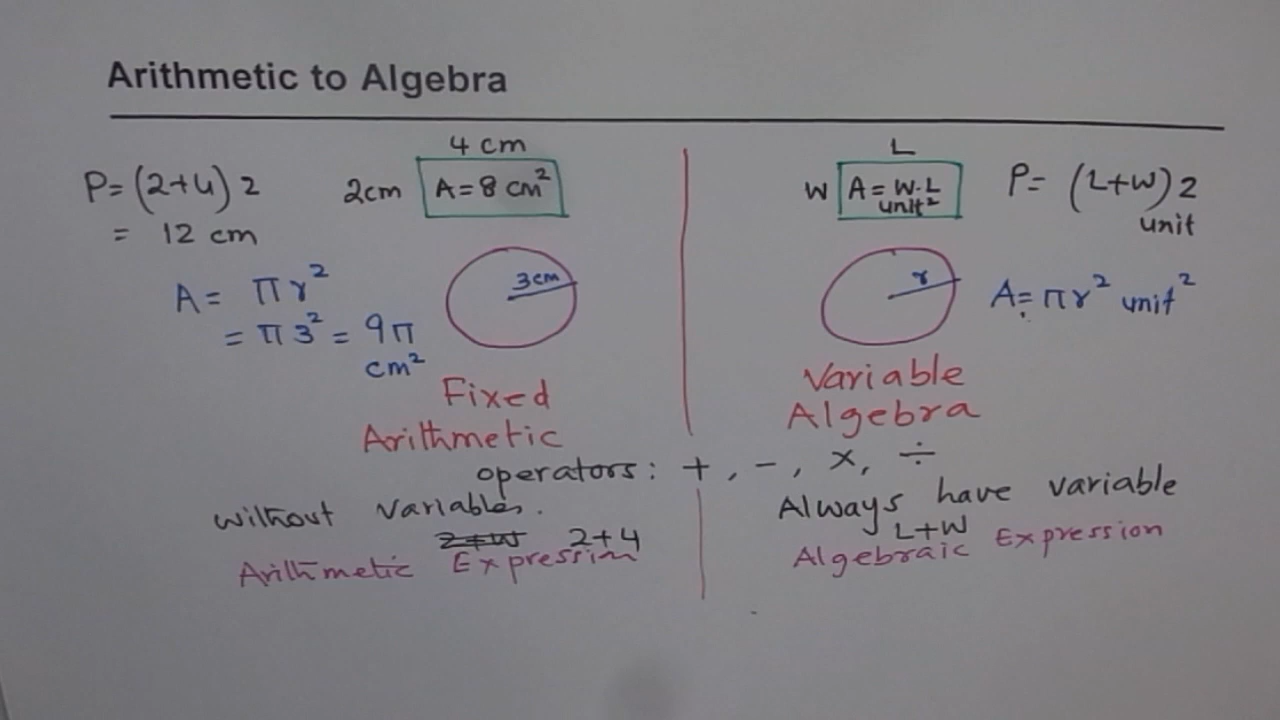 Arithmetic to Algebra
4 cm
P= (2+4) 2
2cm
A=8 cm²
= 12 cm
A= πr²
= π3² = 9π
cm²
3cm
Fixed
Arithmetic
L
W
A= W.L
unit²
P= (L+W) 2
unit
r
A= πr² unit²
Variable
Algebra
operators: +, -, ×, ÷
without variables.
2+W 2+4
Arithmetic Expression
Always have variable
L+W
Algebraic Expression